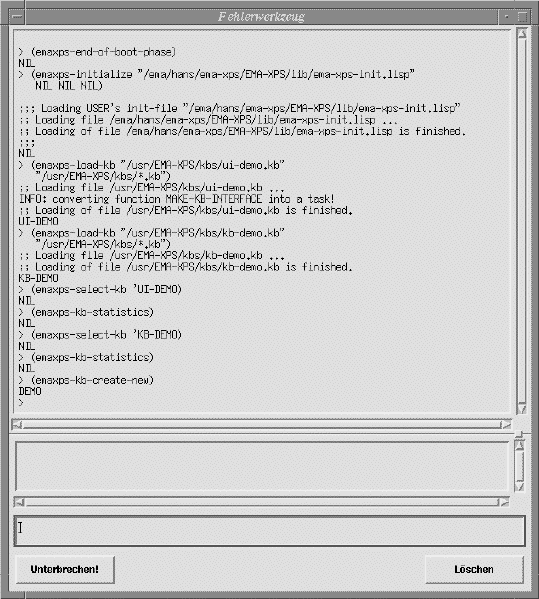 Fehlerwerkzeug
> (emaxps-end-of-boot-phase)
NIL
> (emaxps-initialize "/ema/hans/ema-xps/EMA-XPS/lib/ema-xps-init.lisp"
NIL NIL NIL)
;;; Loading USER's init-file "/ema/hans/ema-xps/EMA-XPS/lib/ema-xps-init.lisp"
;; Loading file /ema/hans/ema-xps/EMA-XPS/lib/ema-xps-init.lisp ...
;; Loading of file /ema/hans/ema-xps/EMA-XPS/lib/ema-xps-init.lisp is finished.
;;;
NIL
> (emaxps-load-kb "/usr/EMA-XPS/kbs/ui-demo.kb"
"/usr/EMA-XPS/kbs/*.kb")
;; Loading file /usr/EMA-XPS/kbs/ui-demo.kb ...
INFO: converting function MAKE-KB-INTERFACE into a task!
;; Loading of file /usr/EMA-XPS/kbs/ui-demo.kb is finished.
UI-DEMO
> (emaxps-load-kb "/usr/EMA-XPS/kbs/kb-demo.kb"
"/usr/EMA-XPS/kbs/*.kb")
;; Loading file /usr/EMA-XPS/kbs/kb-demo.kb ...
;; Loading of file /usr/EMA-XPS/kbs/kb-demo.kb is finished.
KB-DEMO
> (emaxps-select-kb 'UI-DEMO)
NIL
> (emaxps-kb-statistics)
NIL
> (emaxps-select-kb 'KB-DEMO)
NIL
> (emaxps-kb-statistics)
NIL
> (emaxps-kb-create-new)
DEMO
>
Unterbrechen!
Löschen